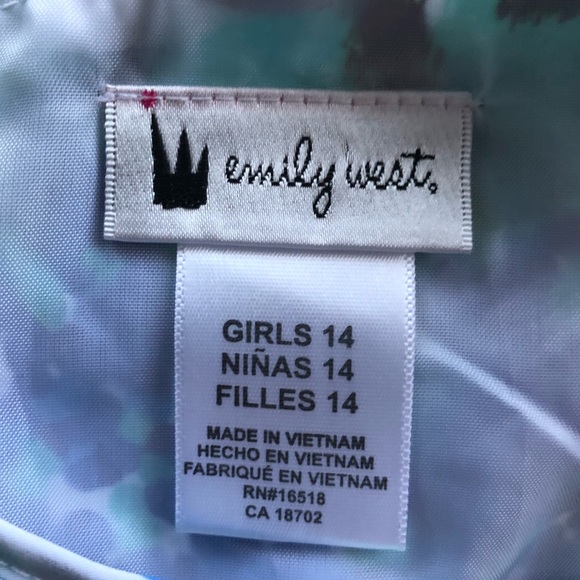 emily west.
GIRLS 14
NIÑAS 14
FILLES 14
MADE IN VIETNAM
HECHO EN VIETNAM
FABRIQUÉ EN VIETNAM
RN#16518
CA 18702